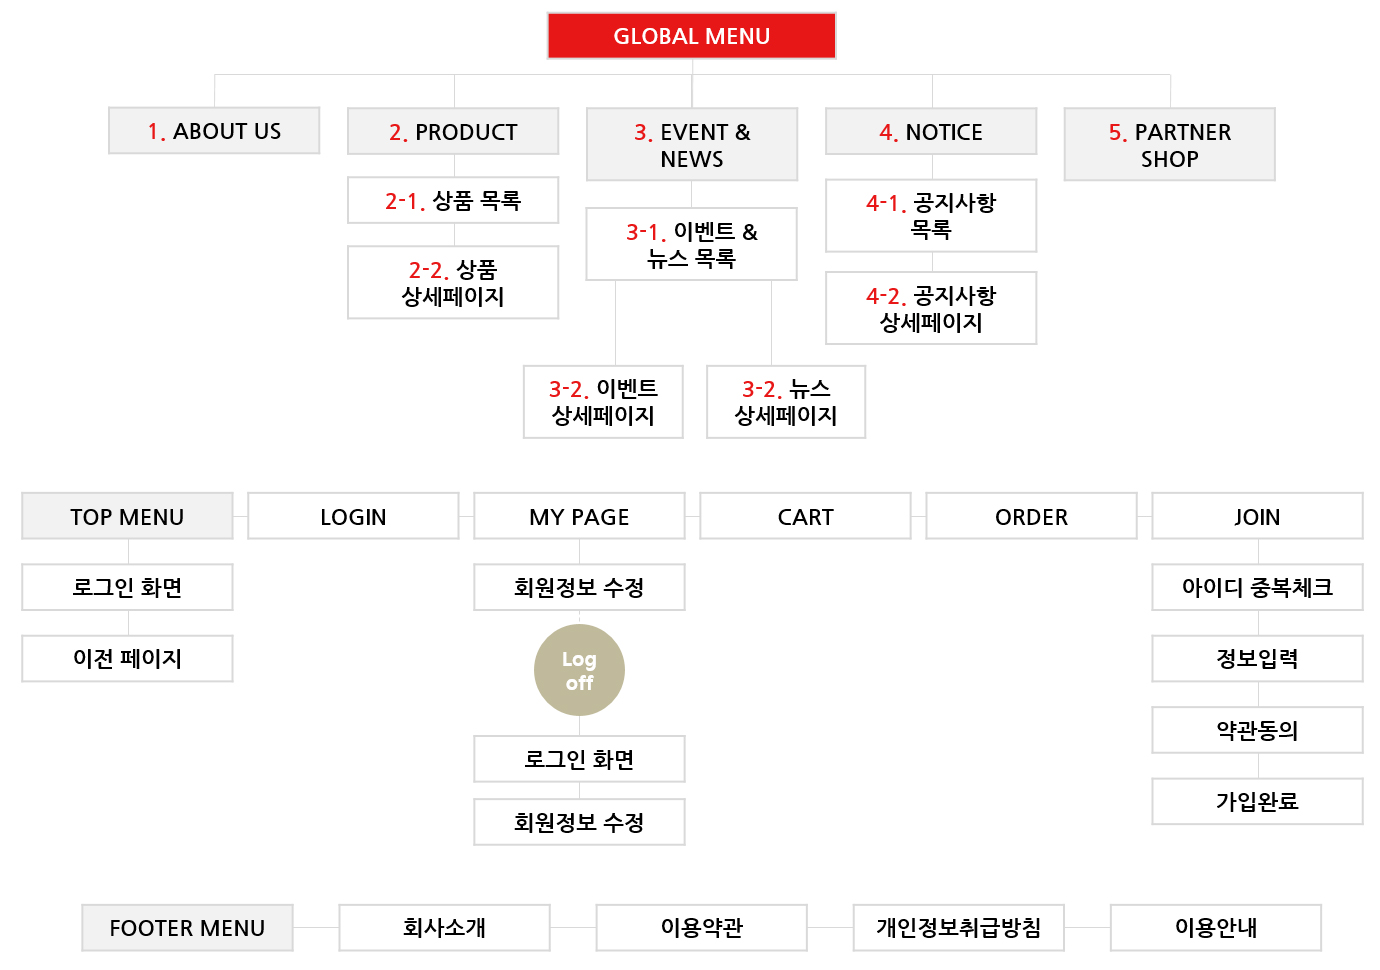 GLOBAL MENU
1. ABOUT US
2. PRODUCT
3. EVENT &
NEWS
4. NOTICE
5. PARTNER
SHOP
2-1. 상품 목록
2-2. 상품
상세페이지
3-1. 이벤트 &
뉴스 목록
4-1. 공지사항
목록
4-2. 공지사항
상세페이지
3-2. 이벤트
상세페이지
3-2. 뉴스
상세페이지
TOP MENU
LOGIN
MY PAGE
CART
ORDER
JOIN
로그인 화면
이전 페이지
회원정보 수정
Log
off
로그인 화면
회원정보 수정
아이디 중복체크
정보입력
약관동의
가입완료
FOOTER MENU
회사소개
이용약관
개인정보취급방침
이용안내